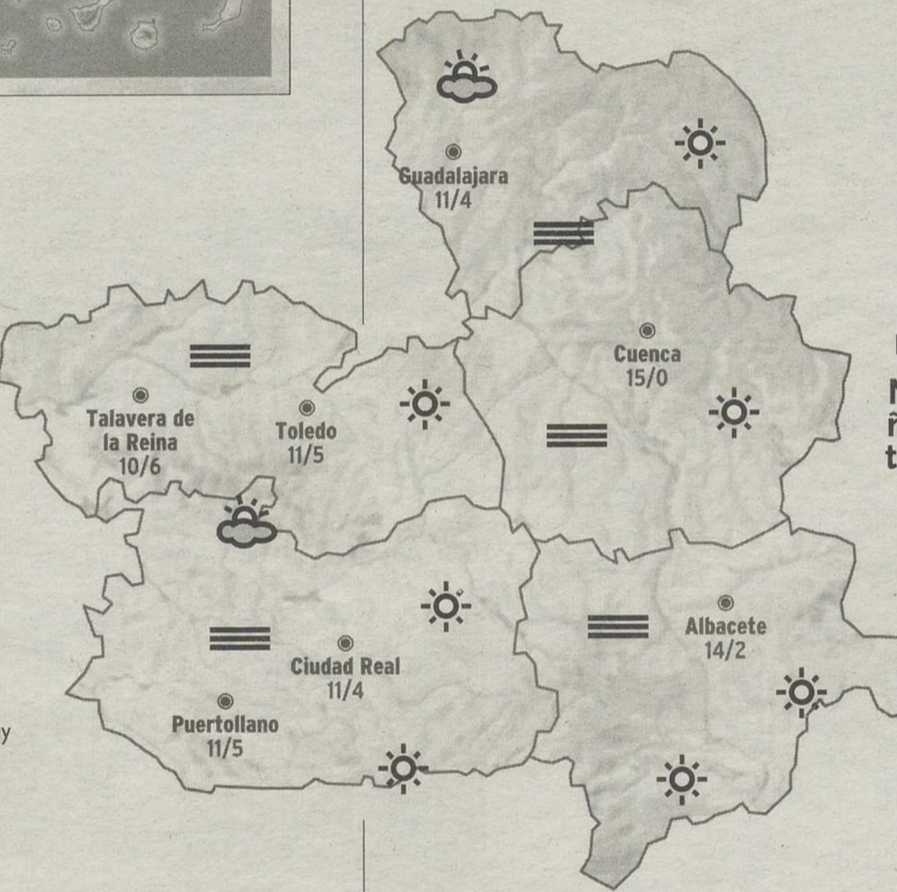 Guadalajara
11/4
Cuenca
15/0
Talavera de
la Reina
10/6
Toledo
11/5
Albacete
14/2
Ciudad Real
11/4
Puertollano
11/5
y